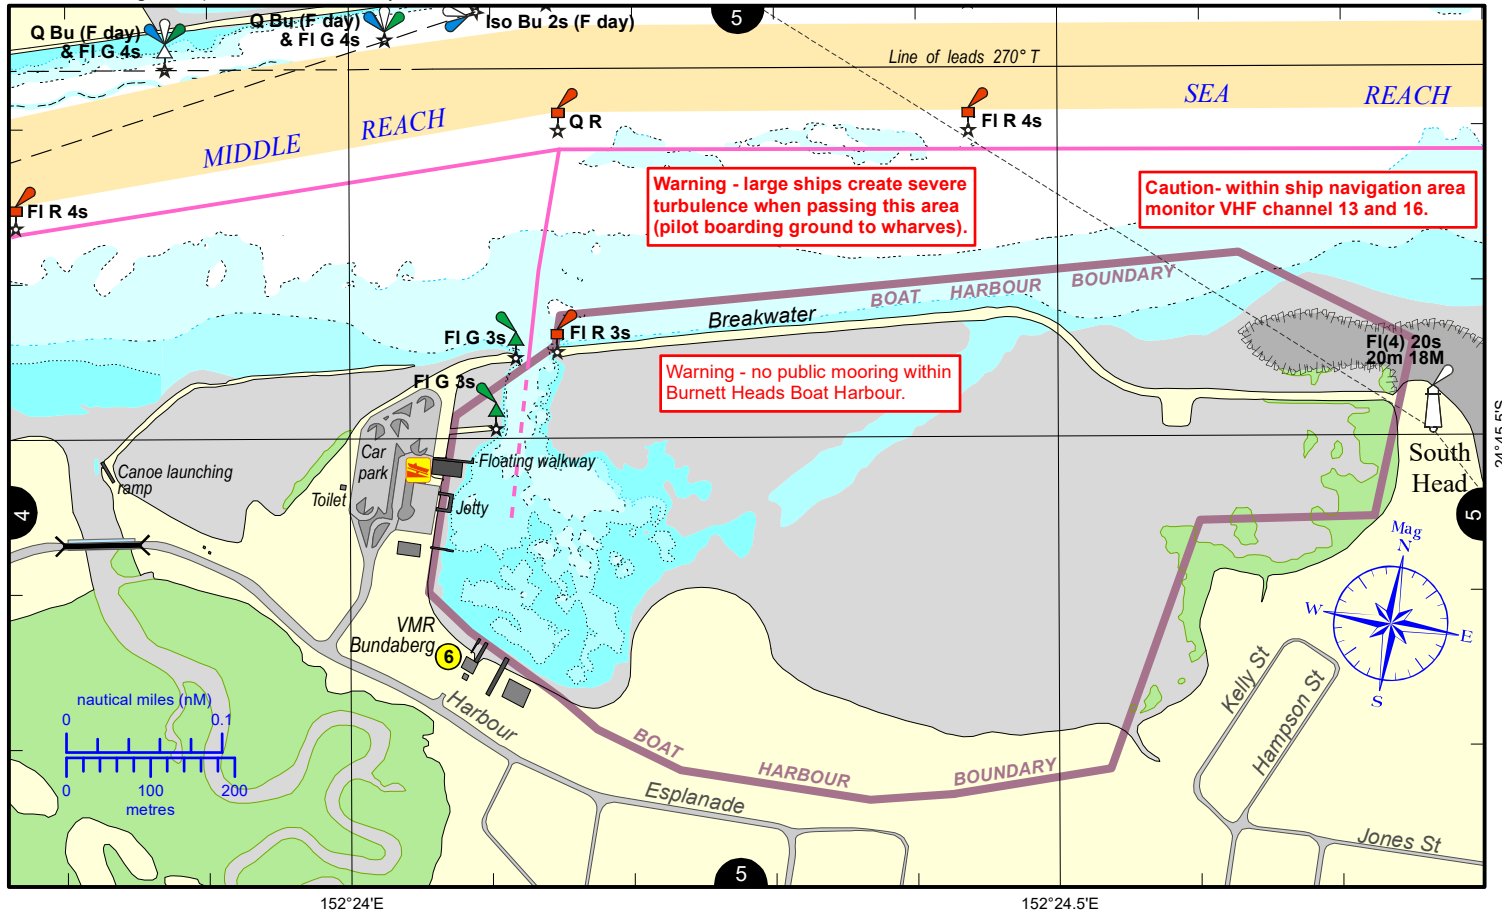 5
Q Bu (F day)
& Fl G 4s
Q Bu (F day)
& Fl G 4s
Iso Bu 2s (F day)
Line of leads 270° T
SEA REACH
MIDDLE REACH
Q R
Fl R 4s
Fl R 4s
Warning - large ships create severe
turbulence when passing this area
(pilot boarding ground to wharves).
Caution- within ship navigation area
monitor VHF channel 13 and 16.
BOAT HARBOUR BOUNDARY
Breakwater
Fl G 3s
Fl R 3s
Fl G 3s
Warning - no public mooring within
Burnett Heads Boat Harbour.
Fl(4) 20s
20m 18M
24°45.5'S
South
Head
Car
park
Floating walkway
Canoe launching
ramp
Toilet
Jetty
4
5
Mag
N
W
E
S
VMR
Bundaberg
6
nautical miles (nM)
0 0.1
0 100 200
metres
Harbour
Esplanade
BOAT HARBOUR BOUNDARY
Kelly St
Hampson St
Jones St
5
152°24'E
152°24.5'E